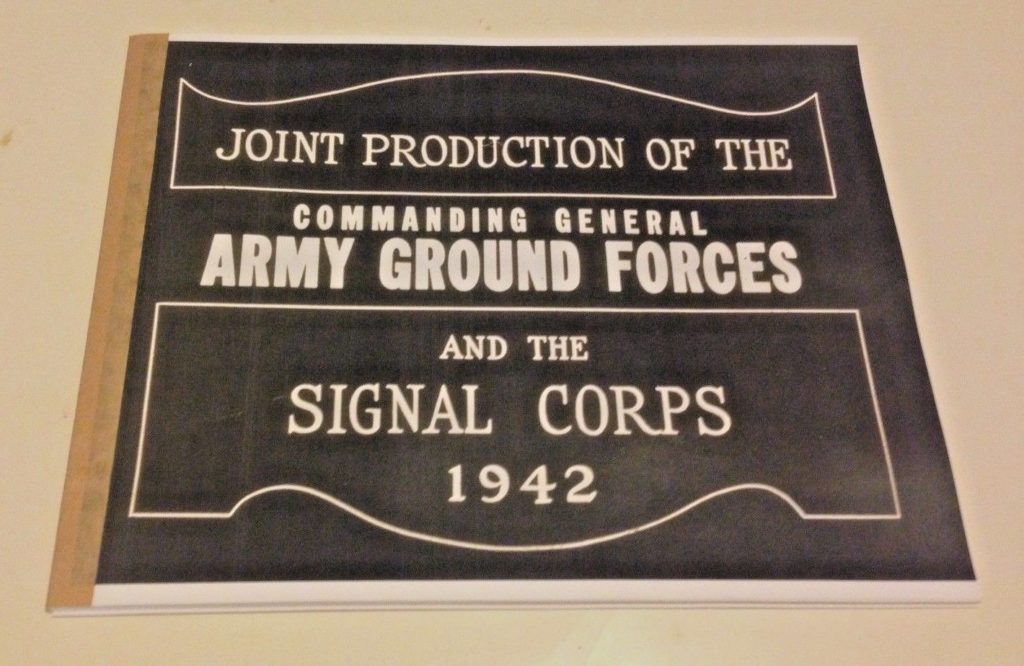 JOINT PRODUCTION OF THE
COMMANDING GENERAL
ARMY GROUND FORCES
AND THE
SIGNAL CORPS
1942